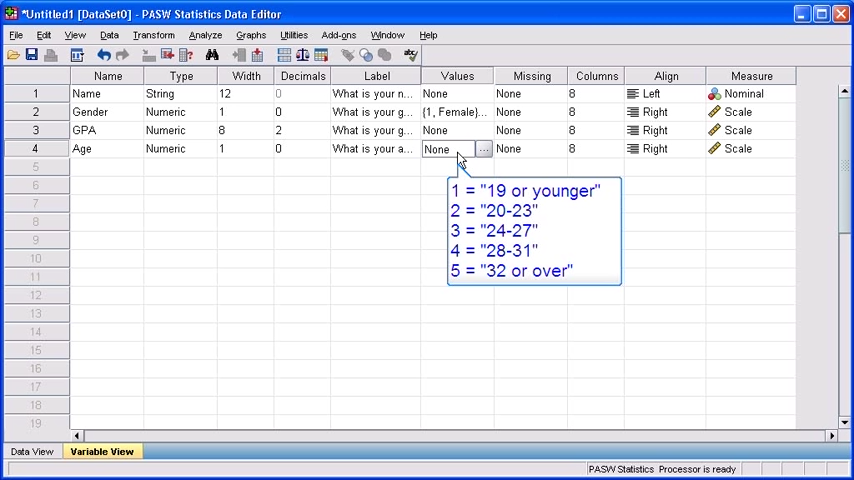 *Untitled1 [DataSet0] - PASW Statistics Data Editor
File Edit View Data Transform Analyze Graphs Utilities Add-ons Window Help
Name Type Width Decimals Label Values Missing Columns Align Measure
1 Name String 12 0 What is your n... None None 8 Left Nominal
2 Gender Numeric 1 0 What is your g... {1, Female}... None 8 Right Scale
3 GPA Numeric 8 2 What is your g... None None 8 Right Scale
4 Age Numeric 1 0 What is your a... None ... None 8 Right Scale
5
6
7
8
9
10
11
12
13
14
15
16
17
18
19
1 = "19 or younger"
2 = "20-23"
3 = "24-27"
4 = "28-31"
5 = "32 or over"
Data View Variable View
PASW Statistics Processor is ready